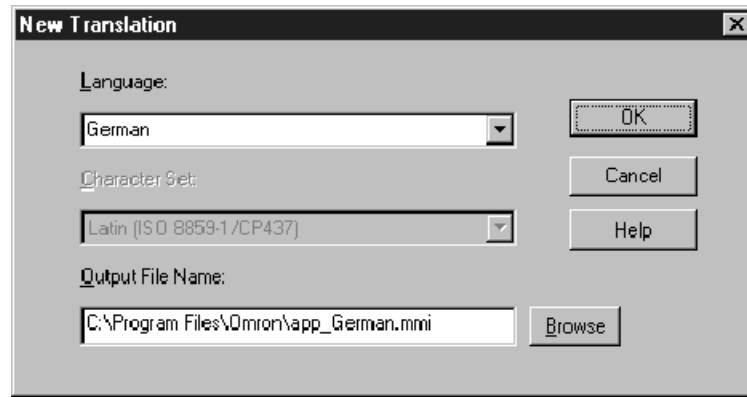 New Translation
Language:
German
OK
Character Set:
Cancel
Latin (ISO 8859-1/CP437)
Help
Output File Name:
C:\Program Files\Omron\app_German.mmi
Browse